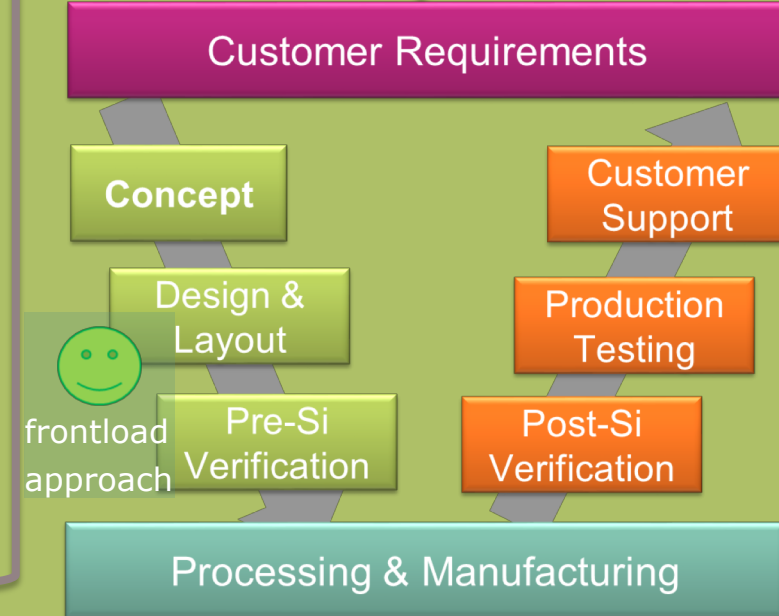 Customer Requirements
Concept
Customer
Support
Design &
Layout
Production
Testing
frontload
approach
Pre-Si
Verification
Post-Si
Verification
Processing & Manufacturing